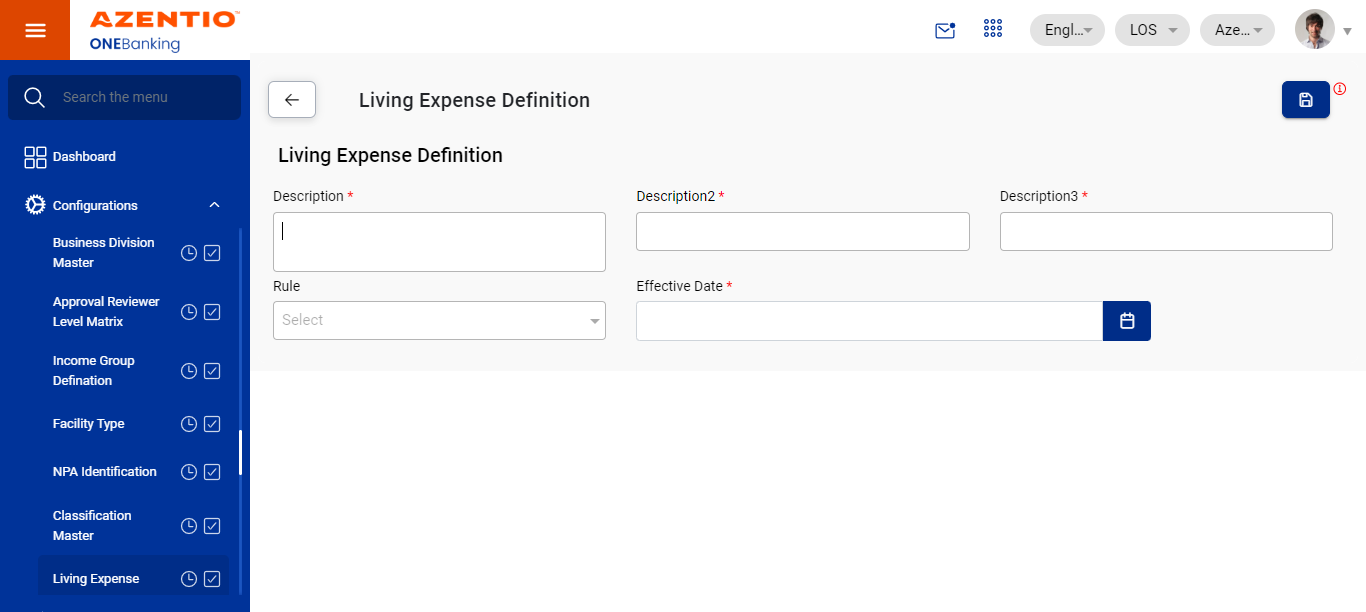 AZENTIO™
ONEBanking
Engl...
LOS
Aze...
Search the menu
Dashboard
Configurations
Business Division
Master
Approval Reviewer
Level Matrix
Income Group
Defination
Facility Type
NPA Identification
Classification
Master
Living Expense
Living Expense Definition
Living Expense Definition
Description *
Description2 *
Description3 *
Rule
Effective Date *
Select